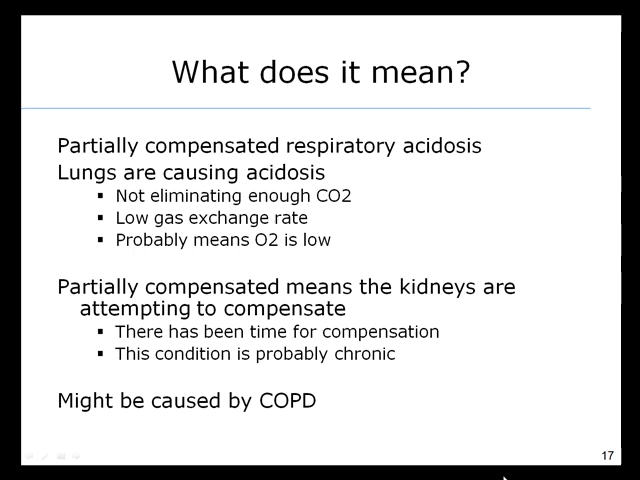 What does it mean?
Partially compensated respiratory acidosis
Lungs are causing acidosis
▪ Not eliminating enough CO2
▪ Low gas exchange rate
▪ Probably means O2 is low
Partially compensated means the kidneys are
attempting to compensate
▪ There has been time for compensation
▪ This condition is probably chronic
Might be caused by COPD
17